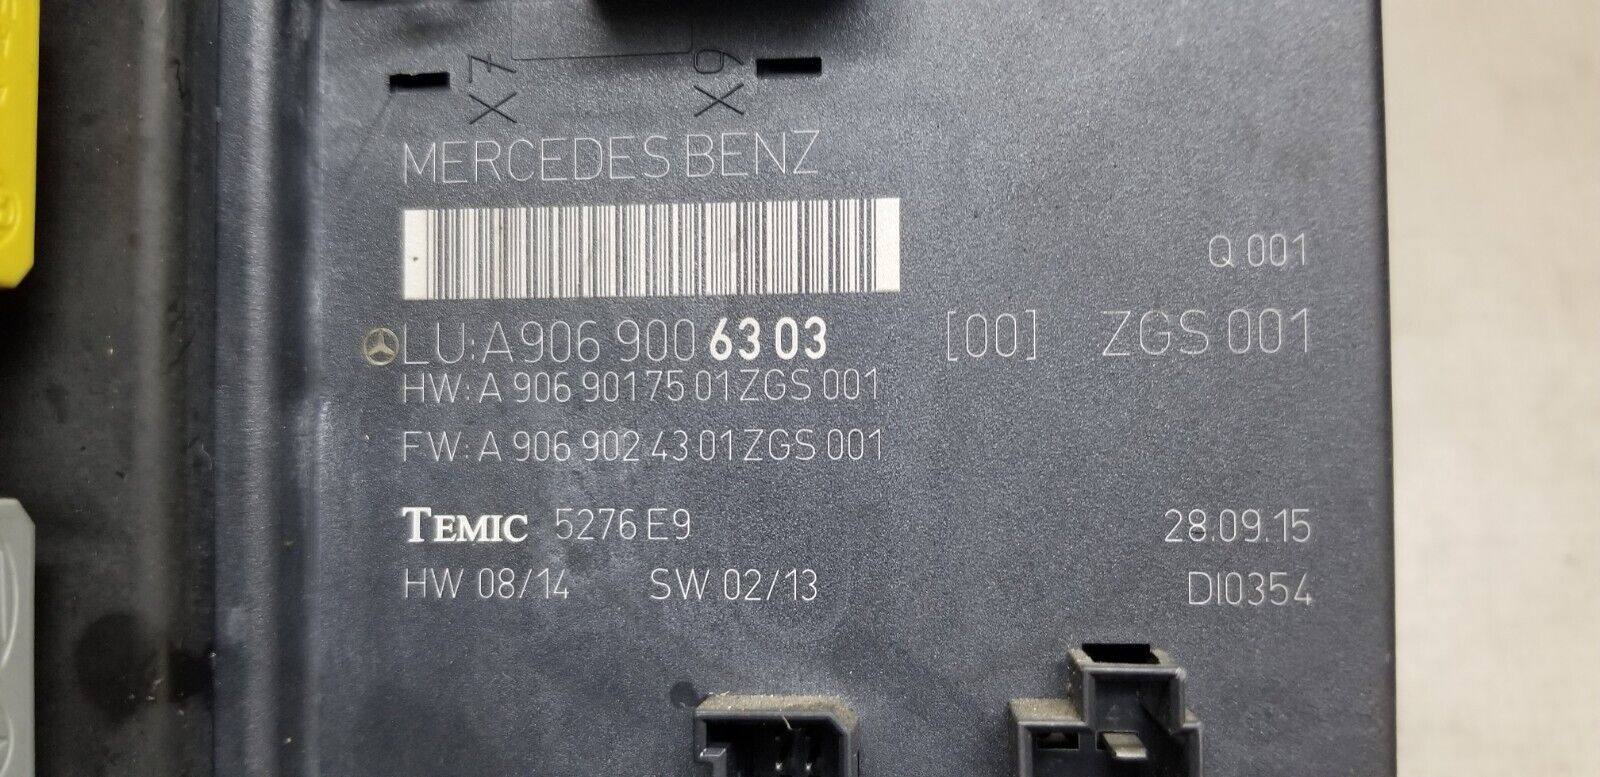 X7 X9
MERCEDES BENZ
Q 001
LU: A 906 900 63 03 [00] ZGS 001
HW: A 906 901 75 01 ZGS 001
FW: A 906 902 43 01 ZGS 001
TEMIC 5276 E9 28.09.15
HW 08/14 SW 02/13 DI0354